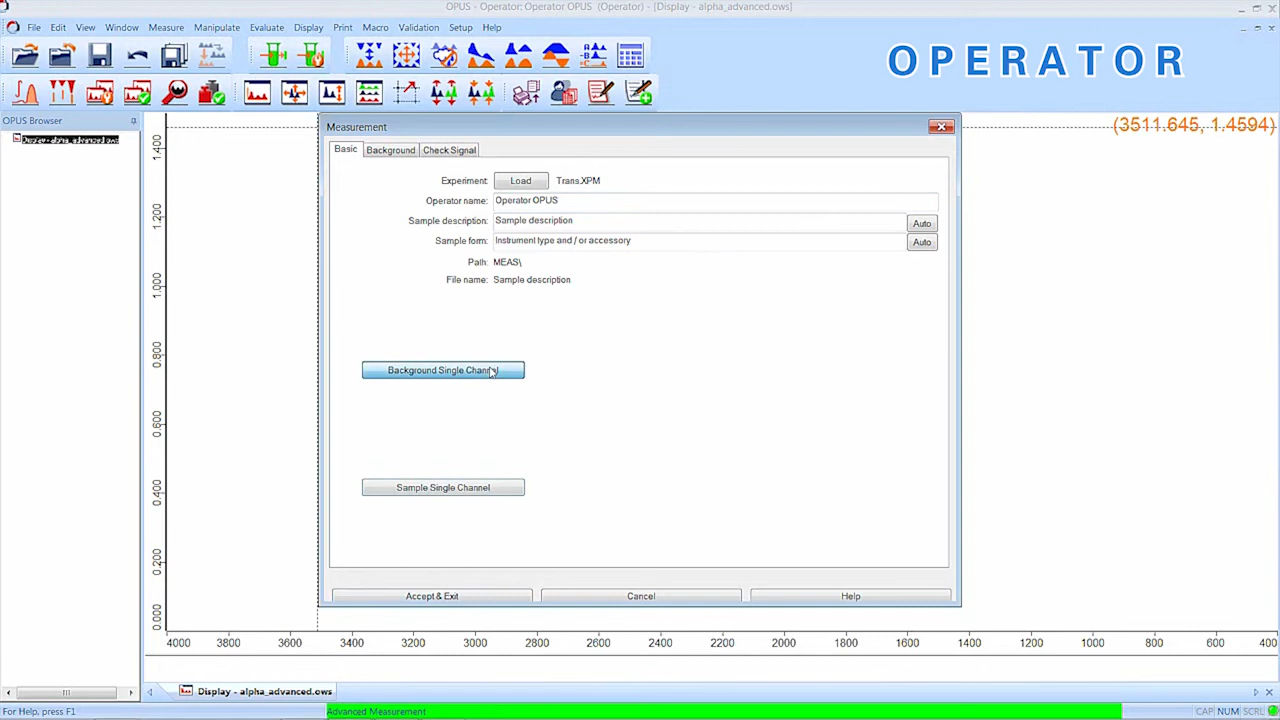 OPUS - Operator: Operator OPUS (Operator) - [Display - alpha_advanced.ows]
File Edit View Window Measure Manipulate Evaluate Display Print Macro Validation Setup Help
OPERATOR
OPUS Browser
Display - alpha_advanced.ows
(3511.645, 1.4594)
Measurement
Basic Background Check Signal
Experiment: Load Trans.XPM
Operator name: Operator OPUS
Sample description: Sample description Auto
Sample form: Instrument type and / or accessory Auto
Path: MEAS\
File name: Sample description
Background Single Channel
Sample Single Channel
Accept & Exit Cancel Help
1.400
1.200
1.000
0.800
0.600
0.400
0.200
0.000
4000 3800 3600 3400 3200 3000 2800 2600 2400 2200 2000 1800 1600 1400 1200 1000 800 600 400
Display - alpha_advanced.ows
For Help, press F1 Advanced Measurement CAP NUM SCRL